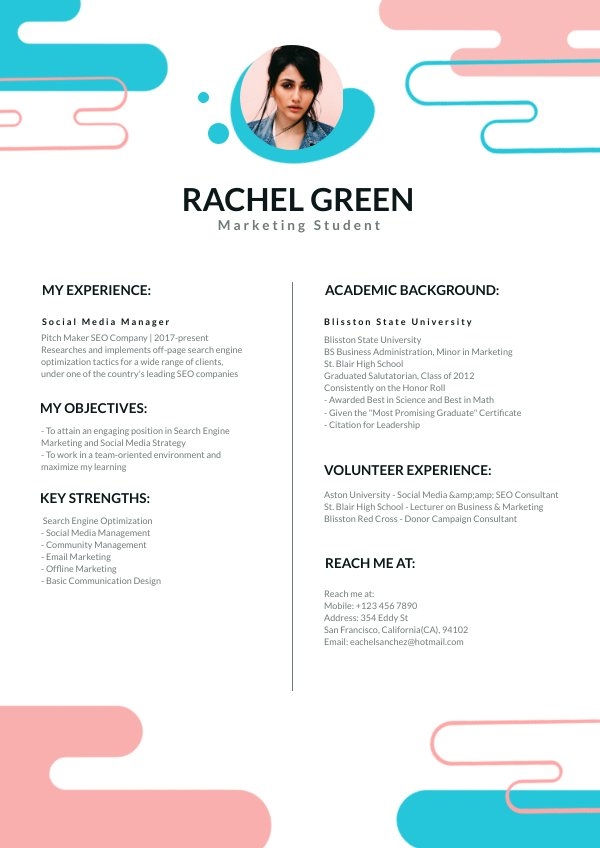 RACHEL GREEN
Marketing Student
MY EXPERIENCE:
Social Media Manager
Pitch Maker SEO Company | 2017-present
Researches and implements off-page search engine
optimization tactics for a wide range of clients,
under one of the country's leading SEO companies
MY OBJECTIVES:
- To attain an engaging position in Search Engine
Marketing and Social Media Strategy
- To work in a team-oriented environment and
maximize my learning
KEY STRENGTHS:
Search Engine Optimization
- Social Media Management
- Community Management
- Email Marketing
- Offline Marketing
- Basic Communication Design
ACADEMIC BACKGROUND:
Blisston State University
Blisston State University
BS Business Administration, Minor in Marketing
St. Blair High School
Graduated Salutatorian, Class of 2012
Consistently on the Honor Roll
- Awarded Best in Science and Best in Math
- Given the "Most Promising Graduate" Certificate
- Citation for Leadership
VOLUNTEER EXPERIENCE:
Aston University - Social Media &amp;amp; SEO Consultant
St. Blair High School - Lecturer on Business & Marketing
Blisston Red Cross - Donor Campaign Consultant
REACH ME AT:
Reach me at:
Mobile: +123 456 7890
Address: 354 Eddy St
San Francisco, California(CA), 94102
Email: eachelsanchez@hotmail.com